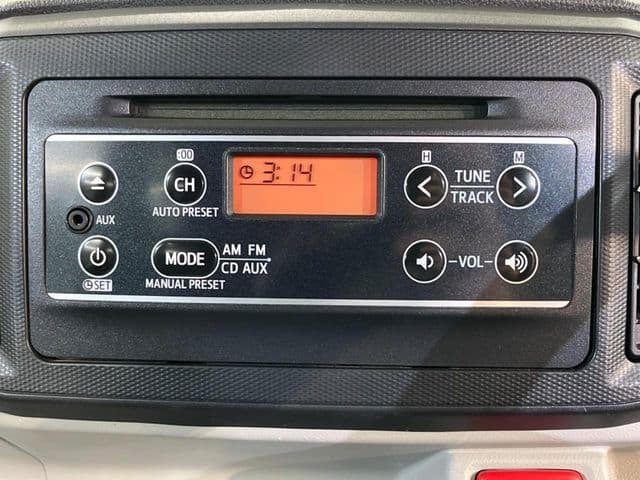 :00
H
M
3:14
CH
TUNE
TRACK
AUTO PRESET
AUX
AM FM
MODE
CD AUX
VOL
SET
MANUAL PRESET